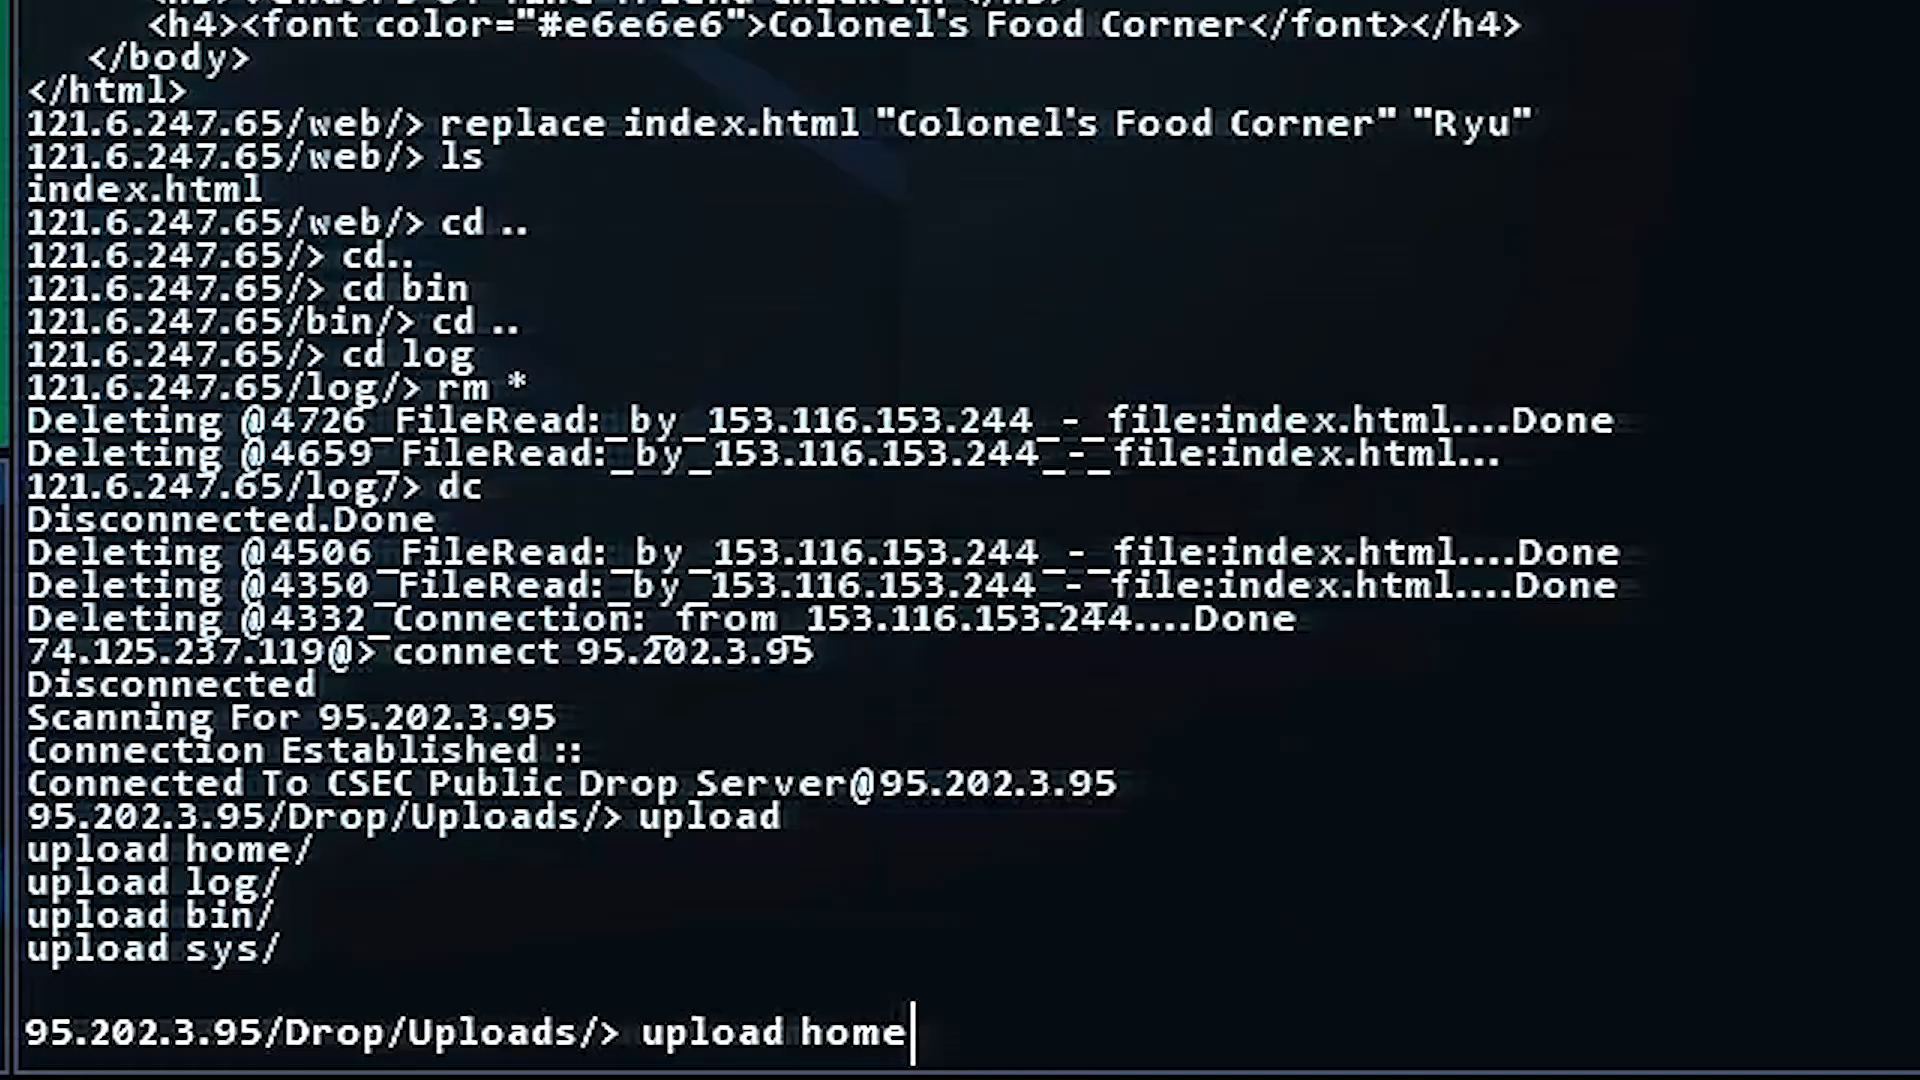 <h4><font color="#e6e6e6">Colonel's Food Corner</font></h4>
</body>
</html>
121.6.247.65/web/> replace index.html "Colonel's Food Corner" "Ryu"
121.6.247.65/web/> ls
index.html
121.6.247.65/web/> cd ..
121.6.247.65/> cd..
121.6.247.65/> cd bin
121.6.247.65/bin/> cd ..
121.6.247.65/> cd log
121.6.247.65/log/> rm *
Deleting @4726_FileRead:_by_153.116.153.244_-_file:index.html....Done
Deleting @4659_FileRead:_by_153.116.153.244_-_file:index.html...
121.6.247.65/log/> dc
Disconnected.Done
Deleting @4506_FileRead:_by_153.116.153.244_-_file:index.html....Done
Deleting @4350_FileRead:_by_153.116.153.244_-_file:index.html....Done
Deleting @4332_Connection:_from_153.116.153.244....Done
74.125.237.119@> connect 95.202.3.95
Disconnected
Scanning For 95.202.3.95
Connection Established ::
Connected To CSEC Public Drop Server@95.202.3.95
95.202.3.95/Drop/Uploads/> upload
upload home/
upload log/
upload bin/
upload sys/
95.202.3.95/Drop/Uploads/> upload home